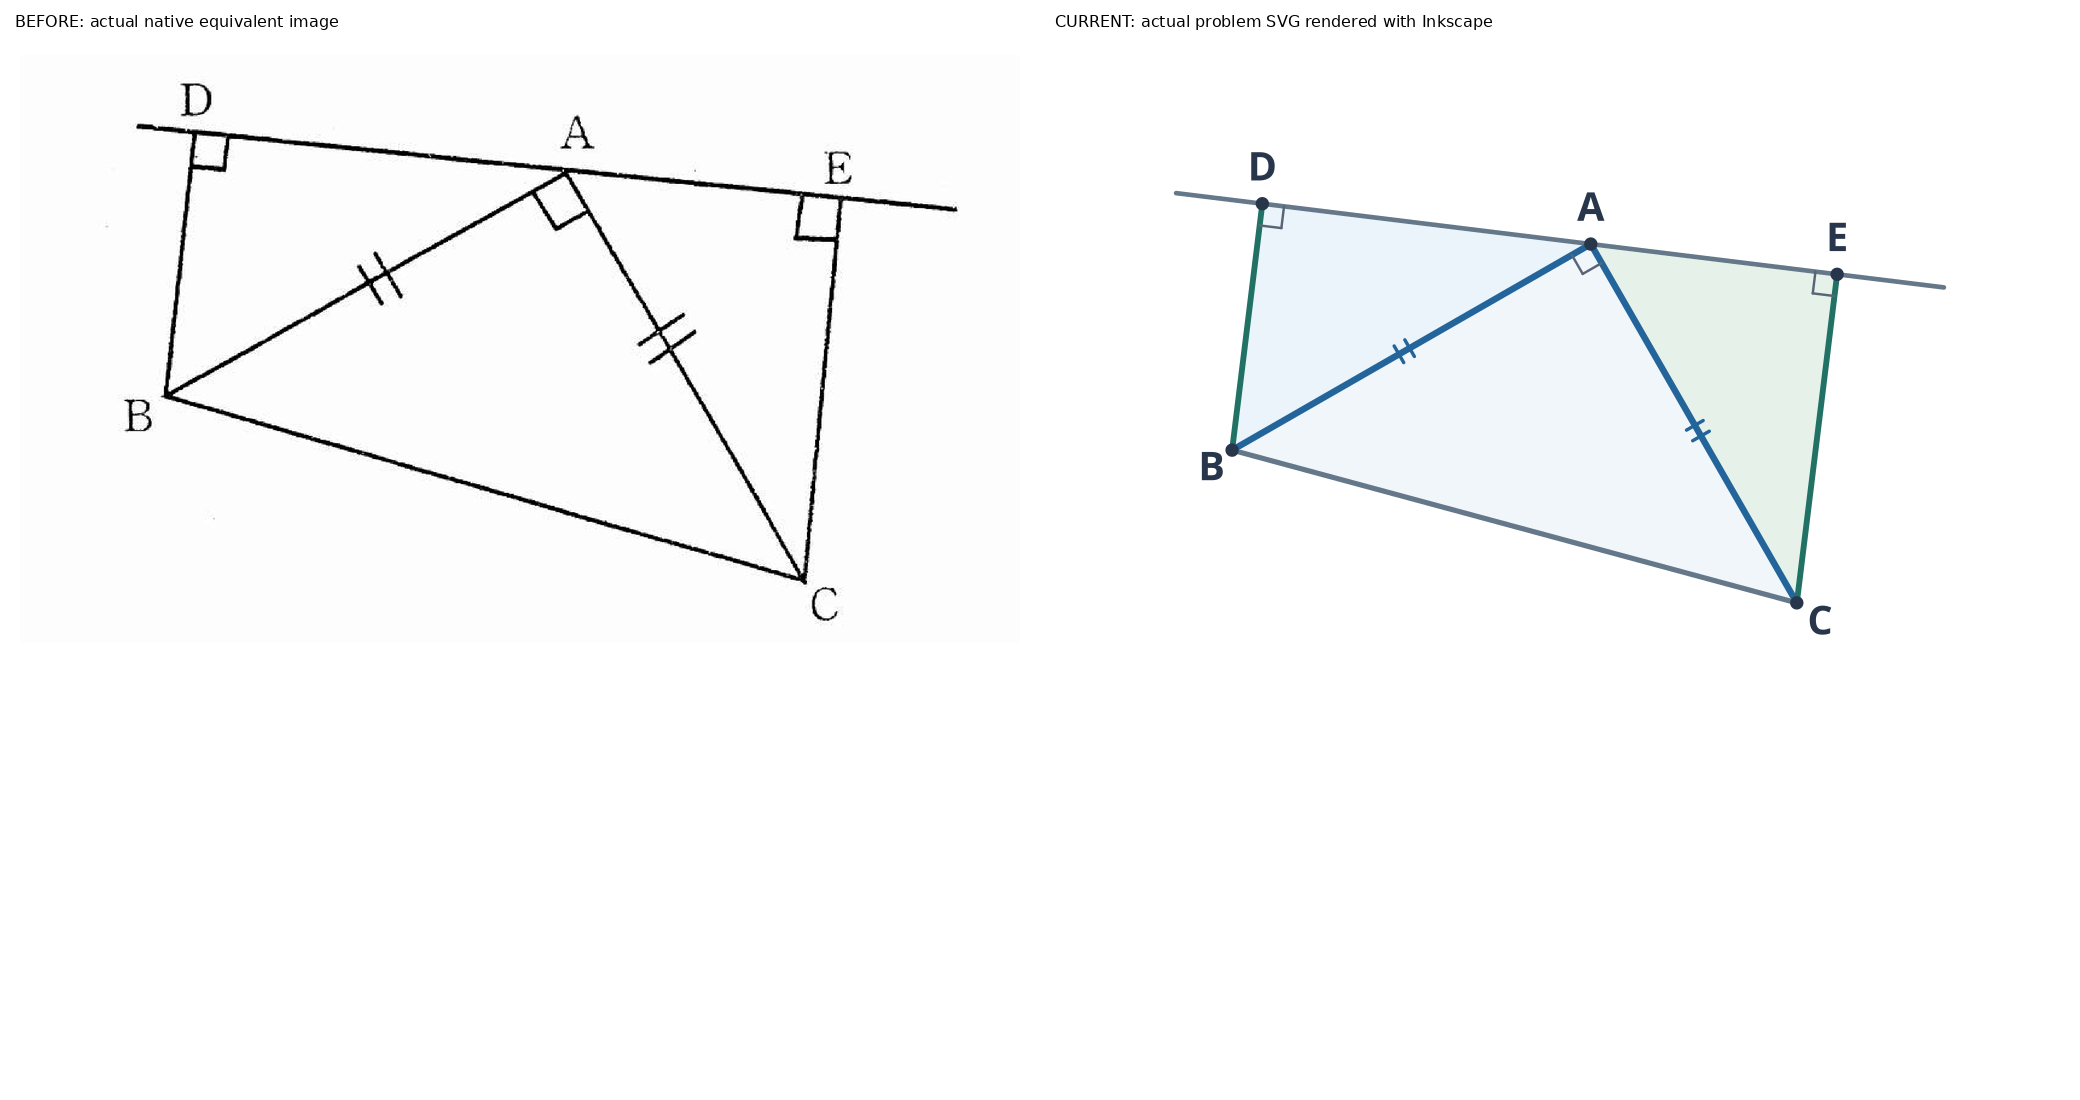 BEFORE: actual native equivalent image
CURRENT: actual problem SVG rendered with Inkscape
D
A
E
B
C
D
A
E
B
C